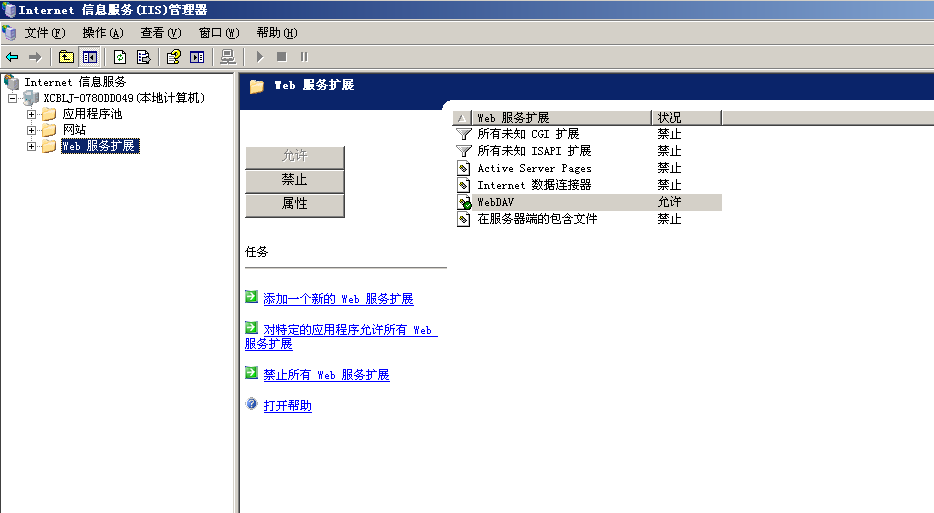 Internet 信息服务(IIS)管理器
文件(F) 操作(A) 查看(V) 窗口(W) 帮助(H)
Internet 信息服务
XCBLJ-0780DD049(本地计算机)
应用程序池
网站
Web 服务扩展
Web 服务扩展
允许
禁止
属性
任务
添加一个新的 Web 服务扩展
对特定的应用程序允许所有 Web
服务扩展
禁止所有 Web 服务扩展
打开帮助
Web 服务扩展 状况
所有未知 CGI 扩展 禁止
所有未知 ISAPI 扩展 禁止
Active Server Pages 禁止
Internet 数据连接器 禁止
WebDAV 允许
在服务器端的包含文件 禁止